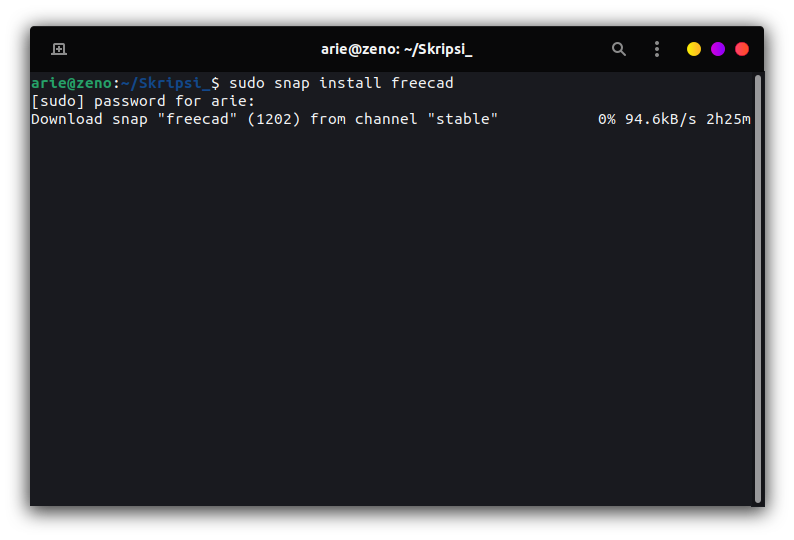 arie@zeno: ~/Skripsi_
arie@zeno:~/Skripsi_$ sudo snap install freecad
[sudo] password for arie:
Download snap "freecad" (1202) from channel "stable" 0% 94.6kB/s 2h25m